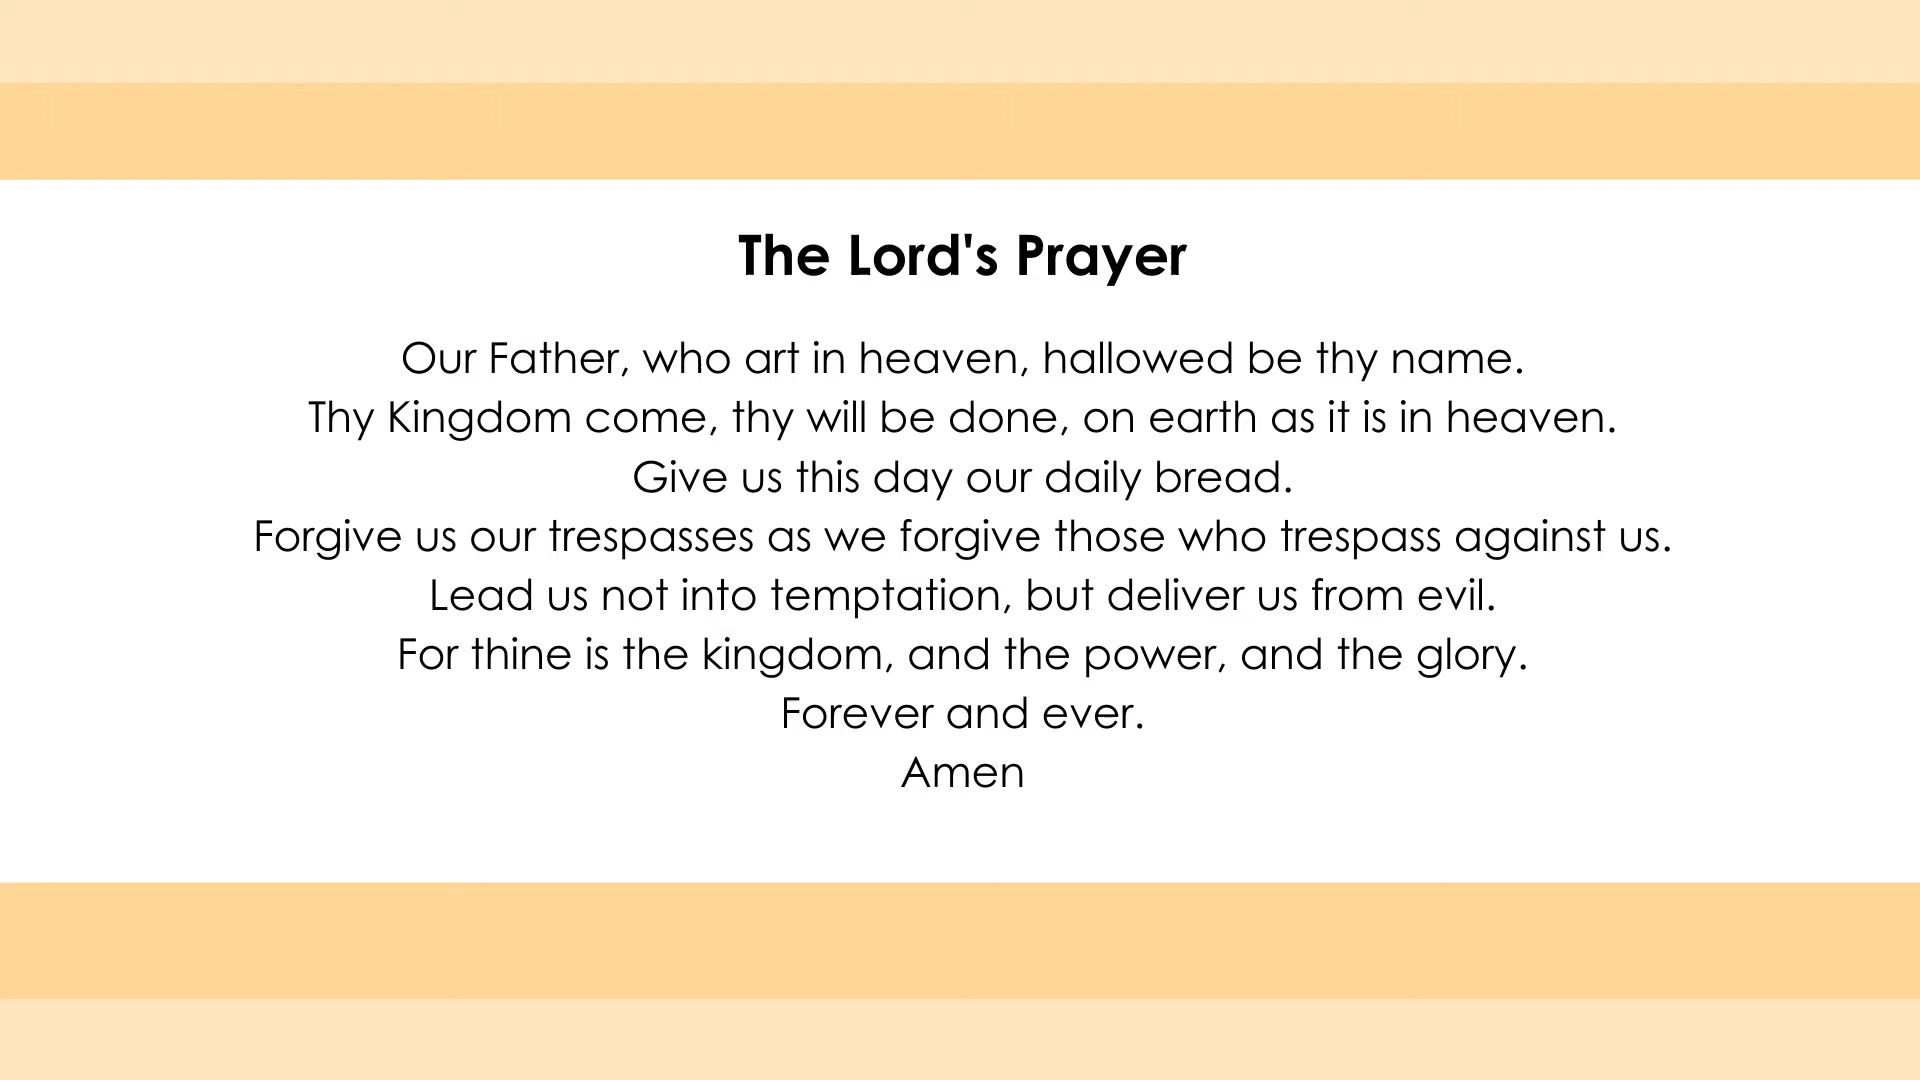 The Lord's Prayer
Our Father, who art in heaven, hallowed be thy name.
Thy Kingdom come, thy will be done, on earth as it is in heaven.
Give us this day our daily bread.
Forgive us our trespasses as we forgive those who trespass against us.
Lead us not into temptation, but deliver us from evil.
For thine is the kingdom, and the power, and the glory.
Forever and ever.
Amen